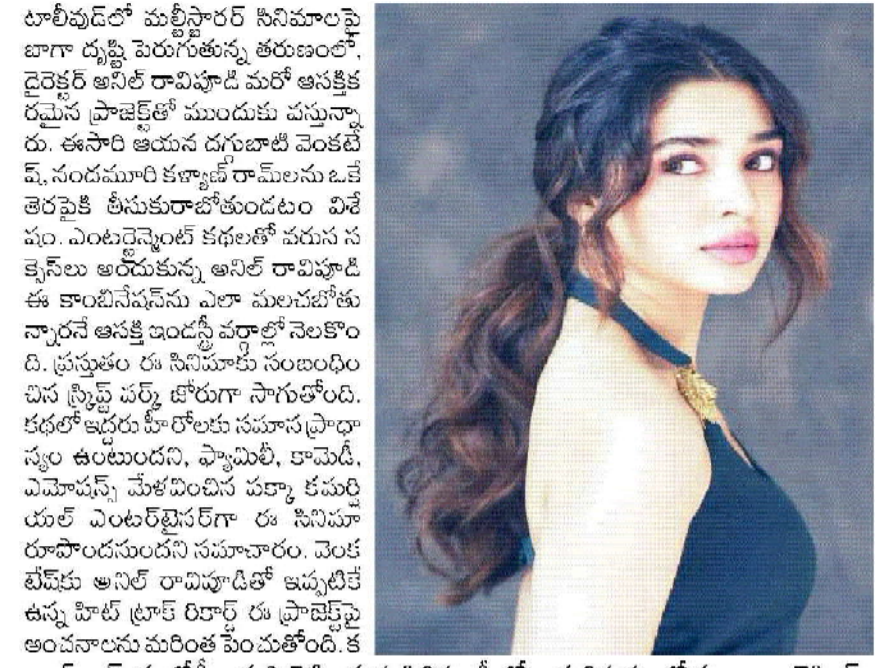 టాలీవుడ్‌లో మల్టీస్టారర్ సినిమాలపై
బాగా దృష్టి పెరుగుతున్న తరుణంలో,
డైరెక్టర్ అనిల్ రావిపూడి మరో ఆసక్తిక
రమైన ప్రాజెక్ట్‌తో ముందుకు వస్తున్నా
రు. ఈసారి ఆయన దగ్గుబాటి వెంకటే
ష్, నందమూరి కళ్యాణ్ రామ్‌లను ఒకే
తెరపైకి తీసుకురాబోతుండటం విశే
షం. ఎంటర్టైన్మెంట్ కథలతో వరుస స
క్సెస్‌లు అందుకున్న అనిల్ రావిపూడి
ఈ కాంబినేషన్‌ను ఎలా మలచబోతు
న్నారనే ఆసక్తి ఇండస్ట్రీ వర్గాల్లో నెలకొం
ది. ప్రస్తుతం ఈ సినిమాకు సంబంధిం
చిన స్క్రిప్ట్ వర్క్ జోరుగా సాగుతోంది.
కథలో ఇద్దరు హీరోలకు సమాన ప్రాధా
న్యం ఉంటుందని, ఫ్యామిలీ, కామెడీ,
ఎమోషన్స్ మేళవించిన పక్కా కమర్షి
యల్ ఎంటర్‌టైనర్‌గా ఈ సినిమా
రూపొందనుందని సమాచారం. వెంక
టేష్‌కు అనిల్ రావిపూడితో ఇప్పటికే
ఉన్న హిట్ ట్రాక్ రికార్డ్ ఈ ప్రాజెక్ట్‌పై
అంచనాలను మరింత పెంచుతోంది. క